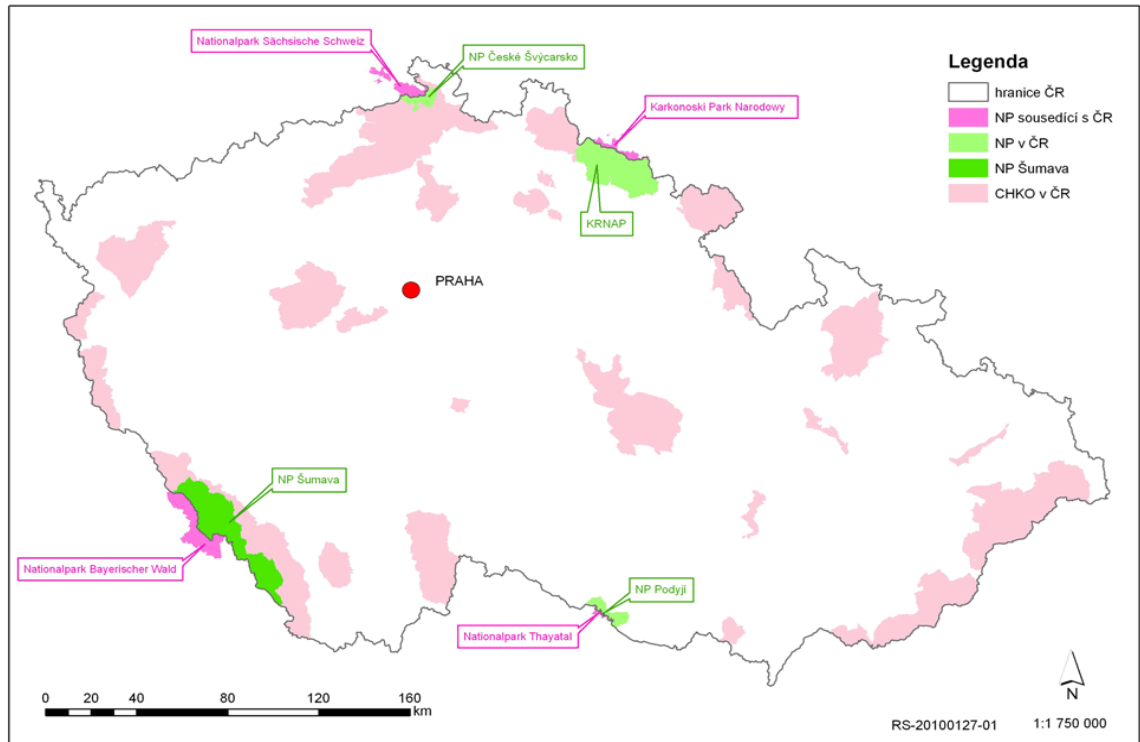 Nationalpark Sächsische Schweiz
NP České Švýcarsko
Karkonoski Park Narodowy
KRNAP
PRAHA
NP Šumava
Nationalpark Bayerischer Wald
NP Podyjí
Nationalpark Thayatal
Legenda
hranice ČR
NP sousedící s ČR
NP v ČR
NP Šumava
CHKO v ČR
0 20 40 80 120 160
km
N
RS-20100127-01 1:1 750 000